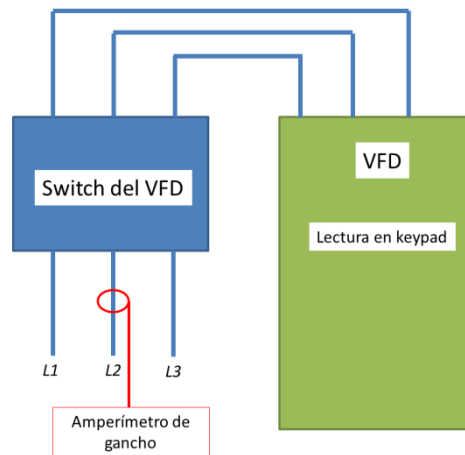 Switch del VFD
VFD
Lectura en keypad
L1
L2
L3
Amperímetro de
gancho